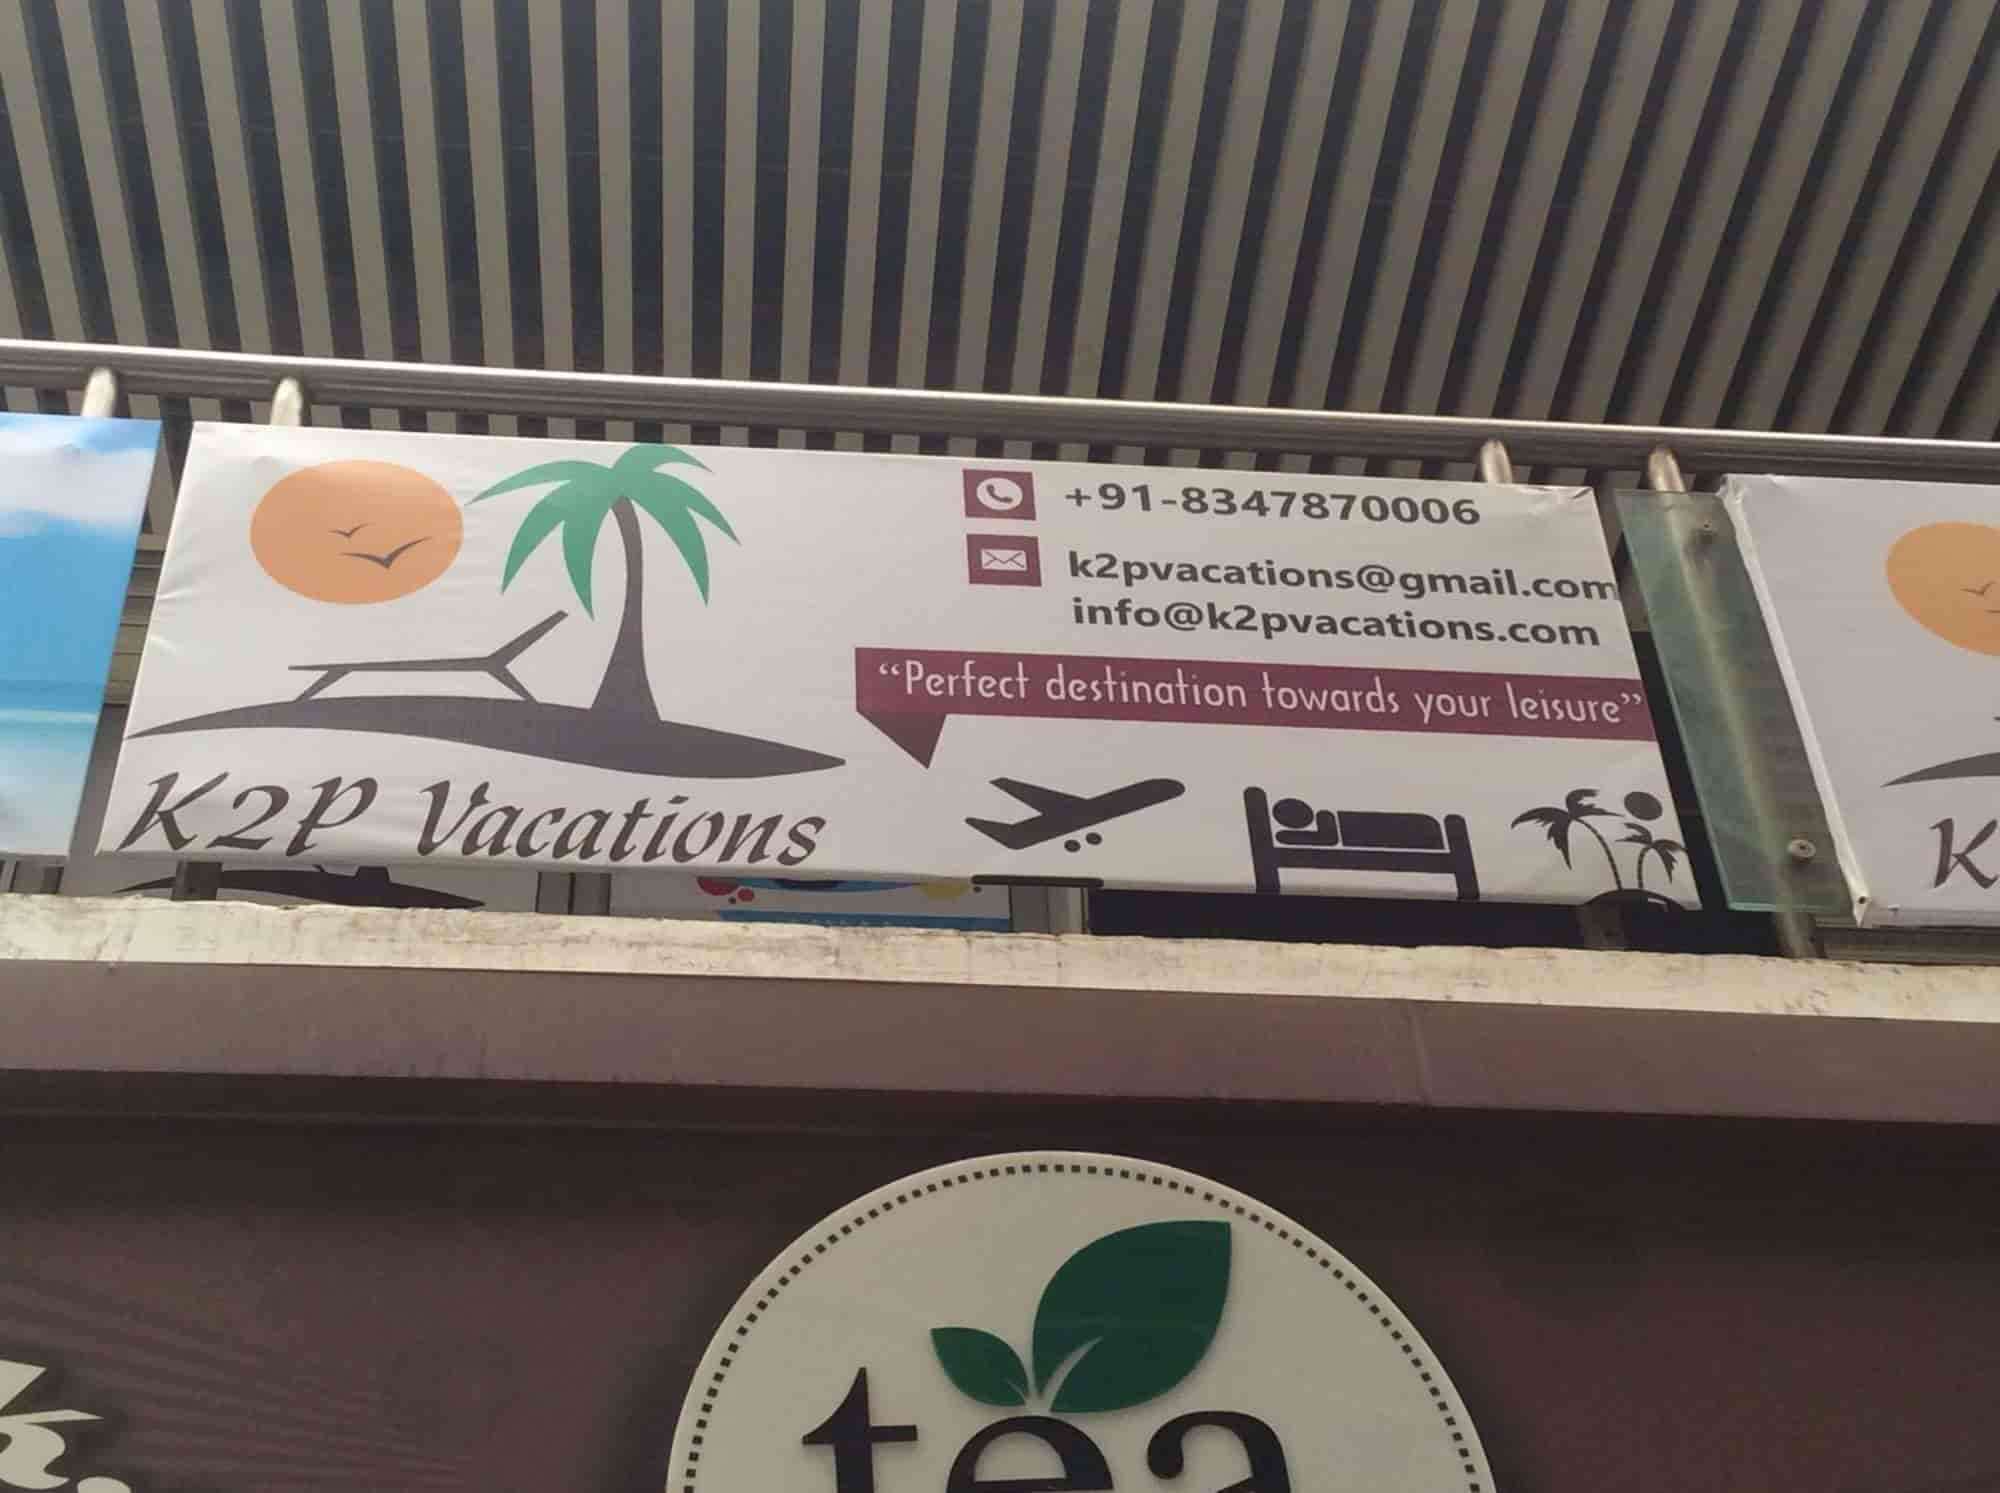 +91-8347870006
k2pvacations@gmail.com
info@k2pvacations.com
“Perfect destination towards your leisure”
K2P Vacations
K
tea
k.